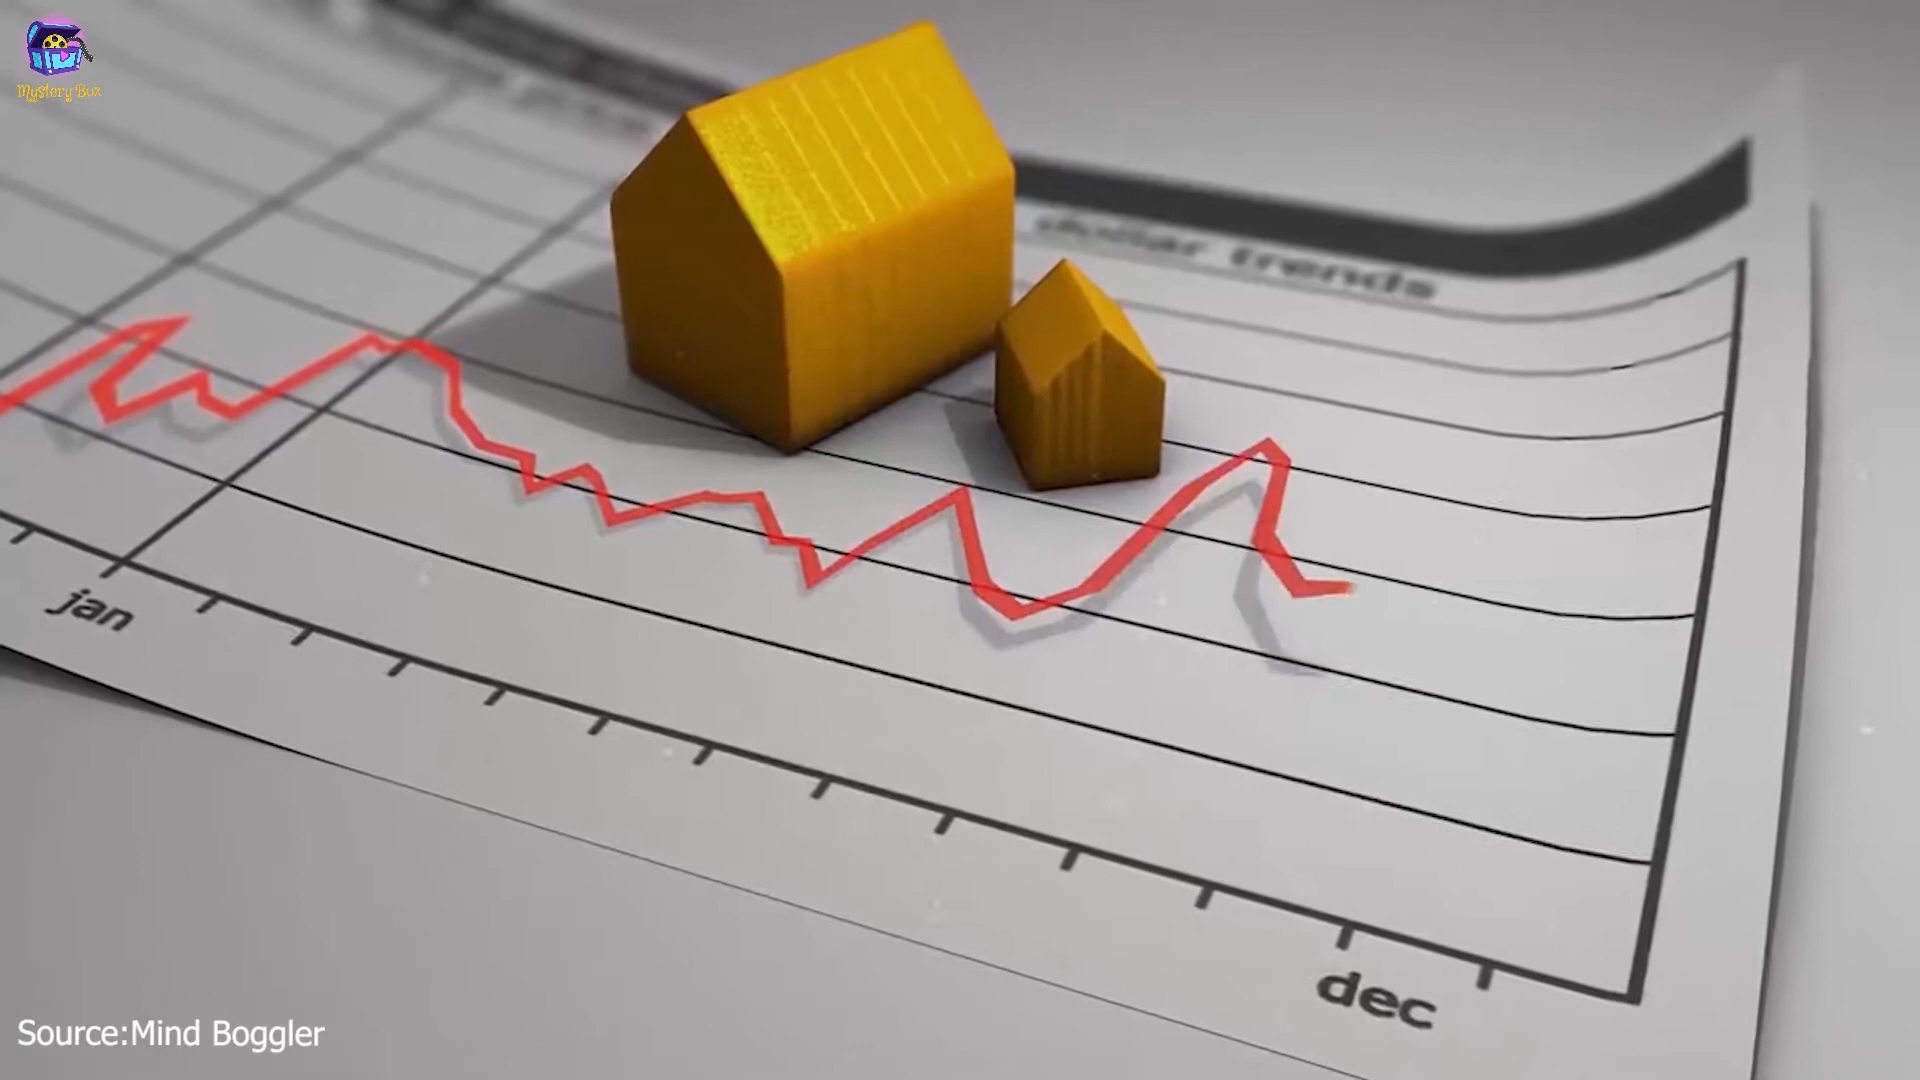 Mystery Box
dollar trends
jan
dec
Source:Mind Boggler